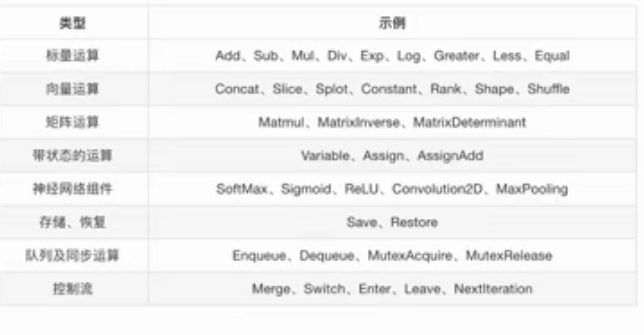 类型 示例
标量运算 Add、Sub、Mul、Div、Exp、Log、Greater、Less、Equal
向量运算 Concat、Slice、Splot、Constant、Rank、Shape、Shuffle
矩阵运算 Matmul、MatrixInverse、MatrixDeterminant
带状态的运算 Variable、Assign、AssignAdd
神经网络组件 SoftMax、Sigmoid、ReLU、Convolution2D、MaxPooling
存储、恢复 Save、Restore
队列及同步运算 Enqueue、Dequeue、MutexAcquire、MutexRelease
控制流 Merge、Switch、Enter、Leave、NextIteration